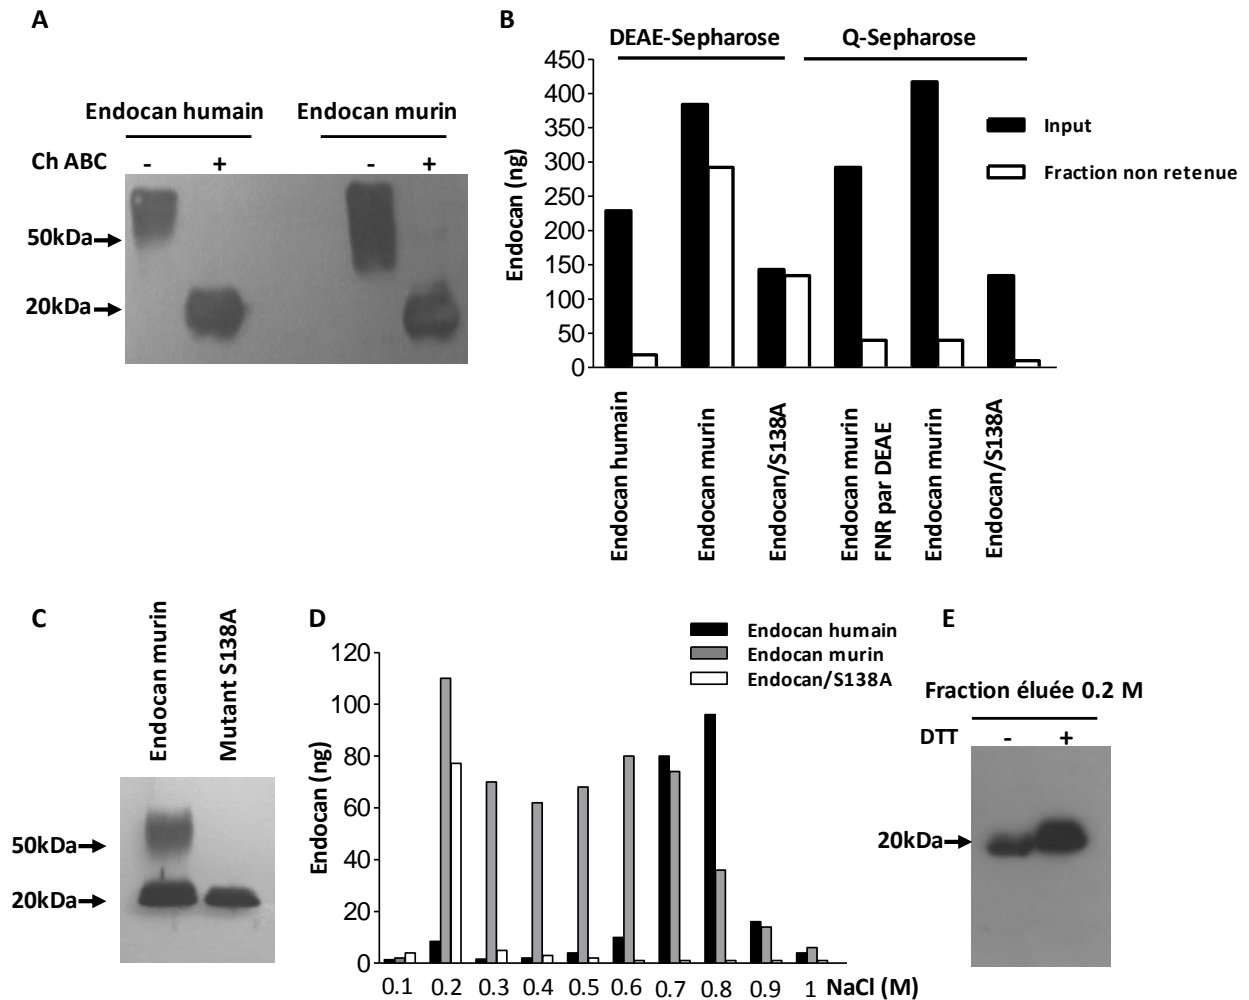 A
Endocan humain Endocan murin
Ch ABC - + - +
50kDa
20kDa
B
DEAE-Sepharose Q-Sepharose
450
400
350
300
250
200
150
100
50
0
Endocan (ng)
Input
Fraction non retenue
Endocan humain
Endocan murin
Endocan/S138A
Endocan murin
FNR par DEAE
Endocan murin
Endocan/S138A
C
Endocan murin
Mutant S138A
50kDa
20kDa
D
Endocan humain
Endocan murin
Endocan/S138A
120
100
80
60
40
20
0
Endocan (ng)
0.1 0.2 0.3 0.4 0.5 0.6 0.7 0.8 0.9 1 NaCl (M)
E
Fraction éluée 0.2 M
DTT - +
20kDa